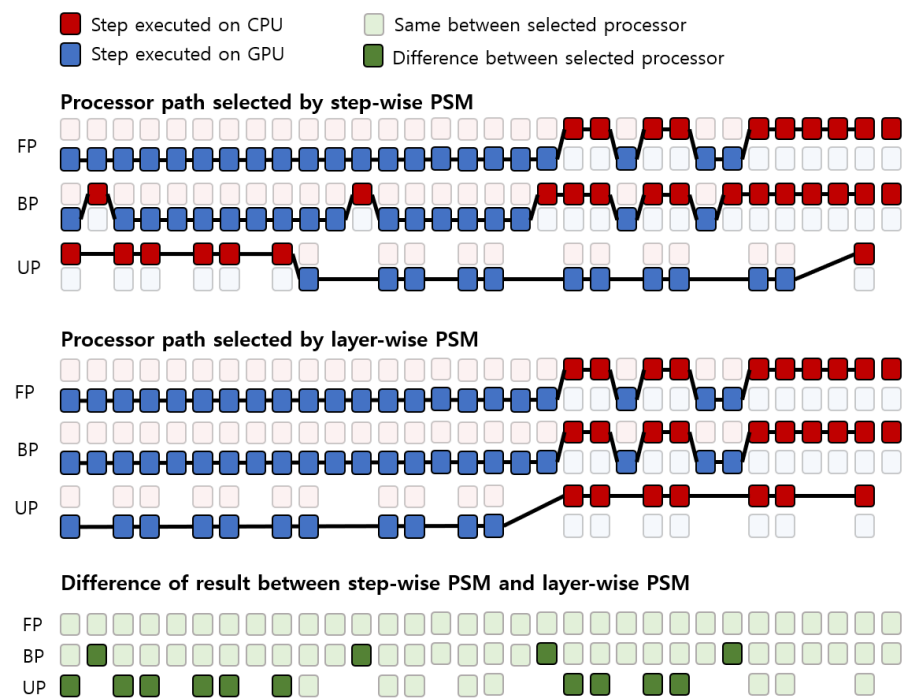 Step executed on CPU
Same between selected processor
Step executed on GPU
Difference between selected processor
Processor path selected by step-wise PSM
FP
BP
UP
Processor path selected by layer-wise PSM
FP
BP
UP
Difference of result between step-wise PSM and layer-wise PSM
FP
BP
UP